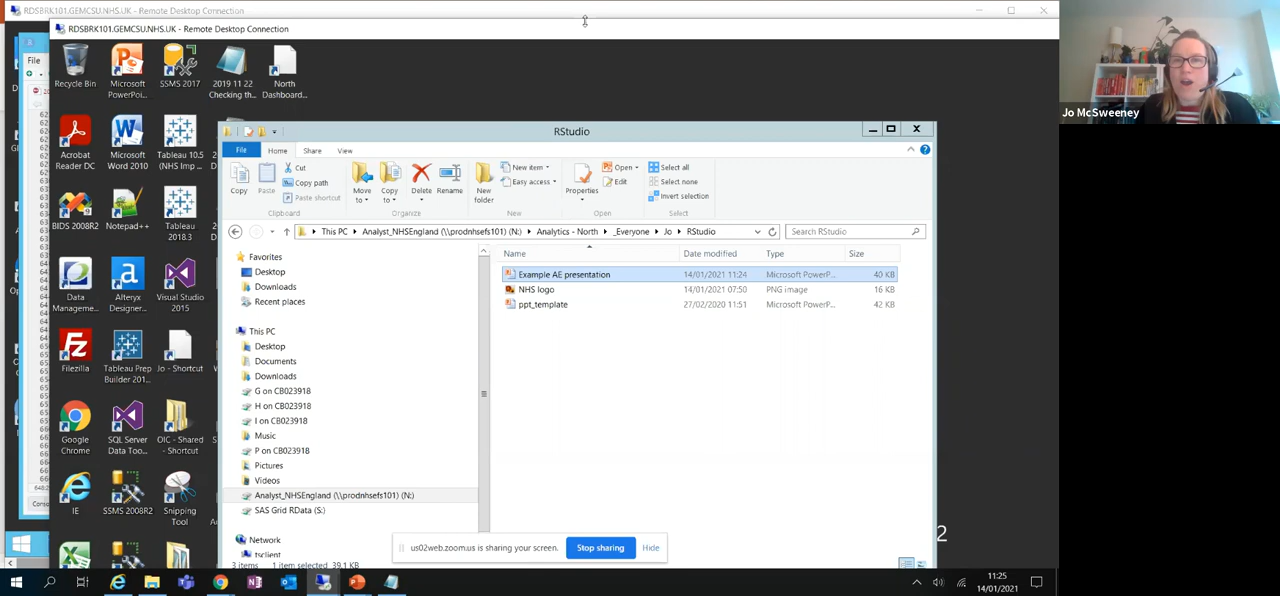 RDSBRK101.GEMCSU.NHS.UK - Remote Desktop Connection
RDSBRK101.GEMCSU.NHS.UK - Remote Desktop Connection
File
Recycle Bin
Microsoft
PowerPoi...
SSMS 2017
2019 11 22
Checking th...
North
Dashboar...
Acrobat
Reader DC
Microsoft
Word 2010
Tableau 10.5
(NHS Imp ...
BIDS 2008R2
Notepad++
Tableau
2018.3
Data
Manageme...
Alteryx
Designer...
Visual Studio
2015
Filezilla
Tableau Prep
Builder 201...
Jo - Shortcut
Google
Chrome
SQL Server
Data Too...
OIC - Shared
- Shortcut
IE
SSMS 2008R2
Snipping
Tool
RStudio
File
Home
Share
View
Copy
Paste
Cut
Copy path
Paste shortcut
Clipboard
Move
to
Copy
to
Delete
Rename
Organize
New
folder
New item
Easy access
New
Properties
Open
Edit
Open
Select all
Select none
Invert selection
Select
This PC
Analyst_NHSEngland (\\prodnhsefs101) (N:)
Analytics - North
_Everyone
Jo
RStudio
Search RStudio
Favorites
Desktop
Downloads
Recent places
This PC
Desktop
Documents
Downloads
G on CB023918
H on CB023918
I on CB023918
Music
P on CB023918
Pictures
Videos
Analyst_NHSEngland (\\prodnhsefs101) (N:)
SAS Grid RData (S:)
Network
tsclient
3 items 1 item selected 39.1 KB
Name Date modified Type Size
Example AE presentation 14/01/2021 11:24 Microsoft PowerP... 40 KB
NHS logo 14/01/2021 07:50 PNG image 16 KB
ppt_template 27/02/2020 11:51 Microsoft PowerP... 42 KB
us02web.zoom.us is sharing your screen.
Stop sharing
Hide
2
11:25
14/01/2021
Jo McSweeney